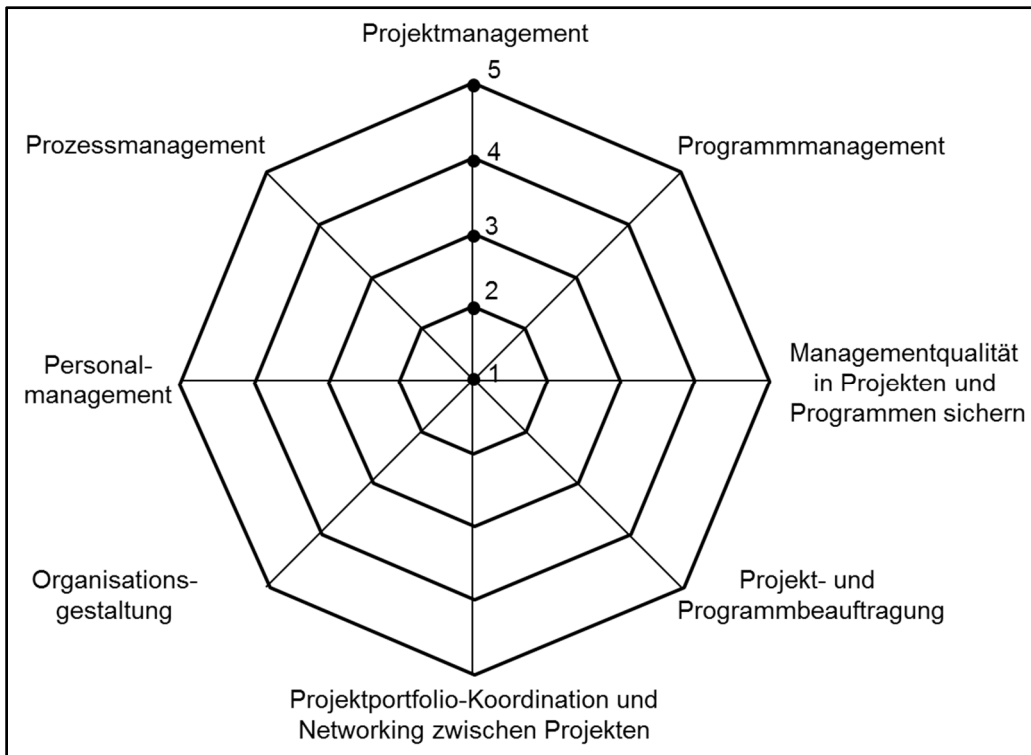 Projektmanagement
5
Prozessmanagement
Programmmanagement
4
3
2
1
Personal-
management
Managementqualität
in Projekten und
Programmen sichern
Organisations-
gestaltung
Projekt- und
Programmbeauftragung
Projektportfolio-Koordination und
Networking zwischen Projekten